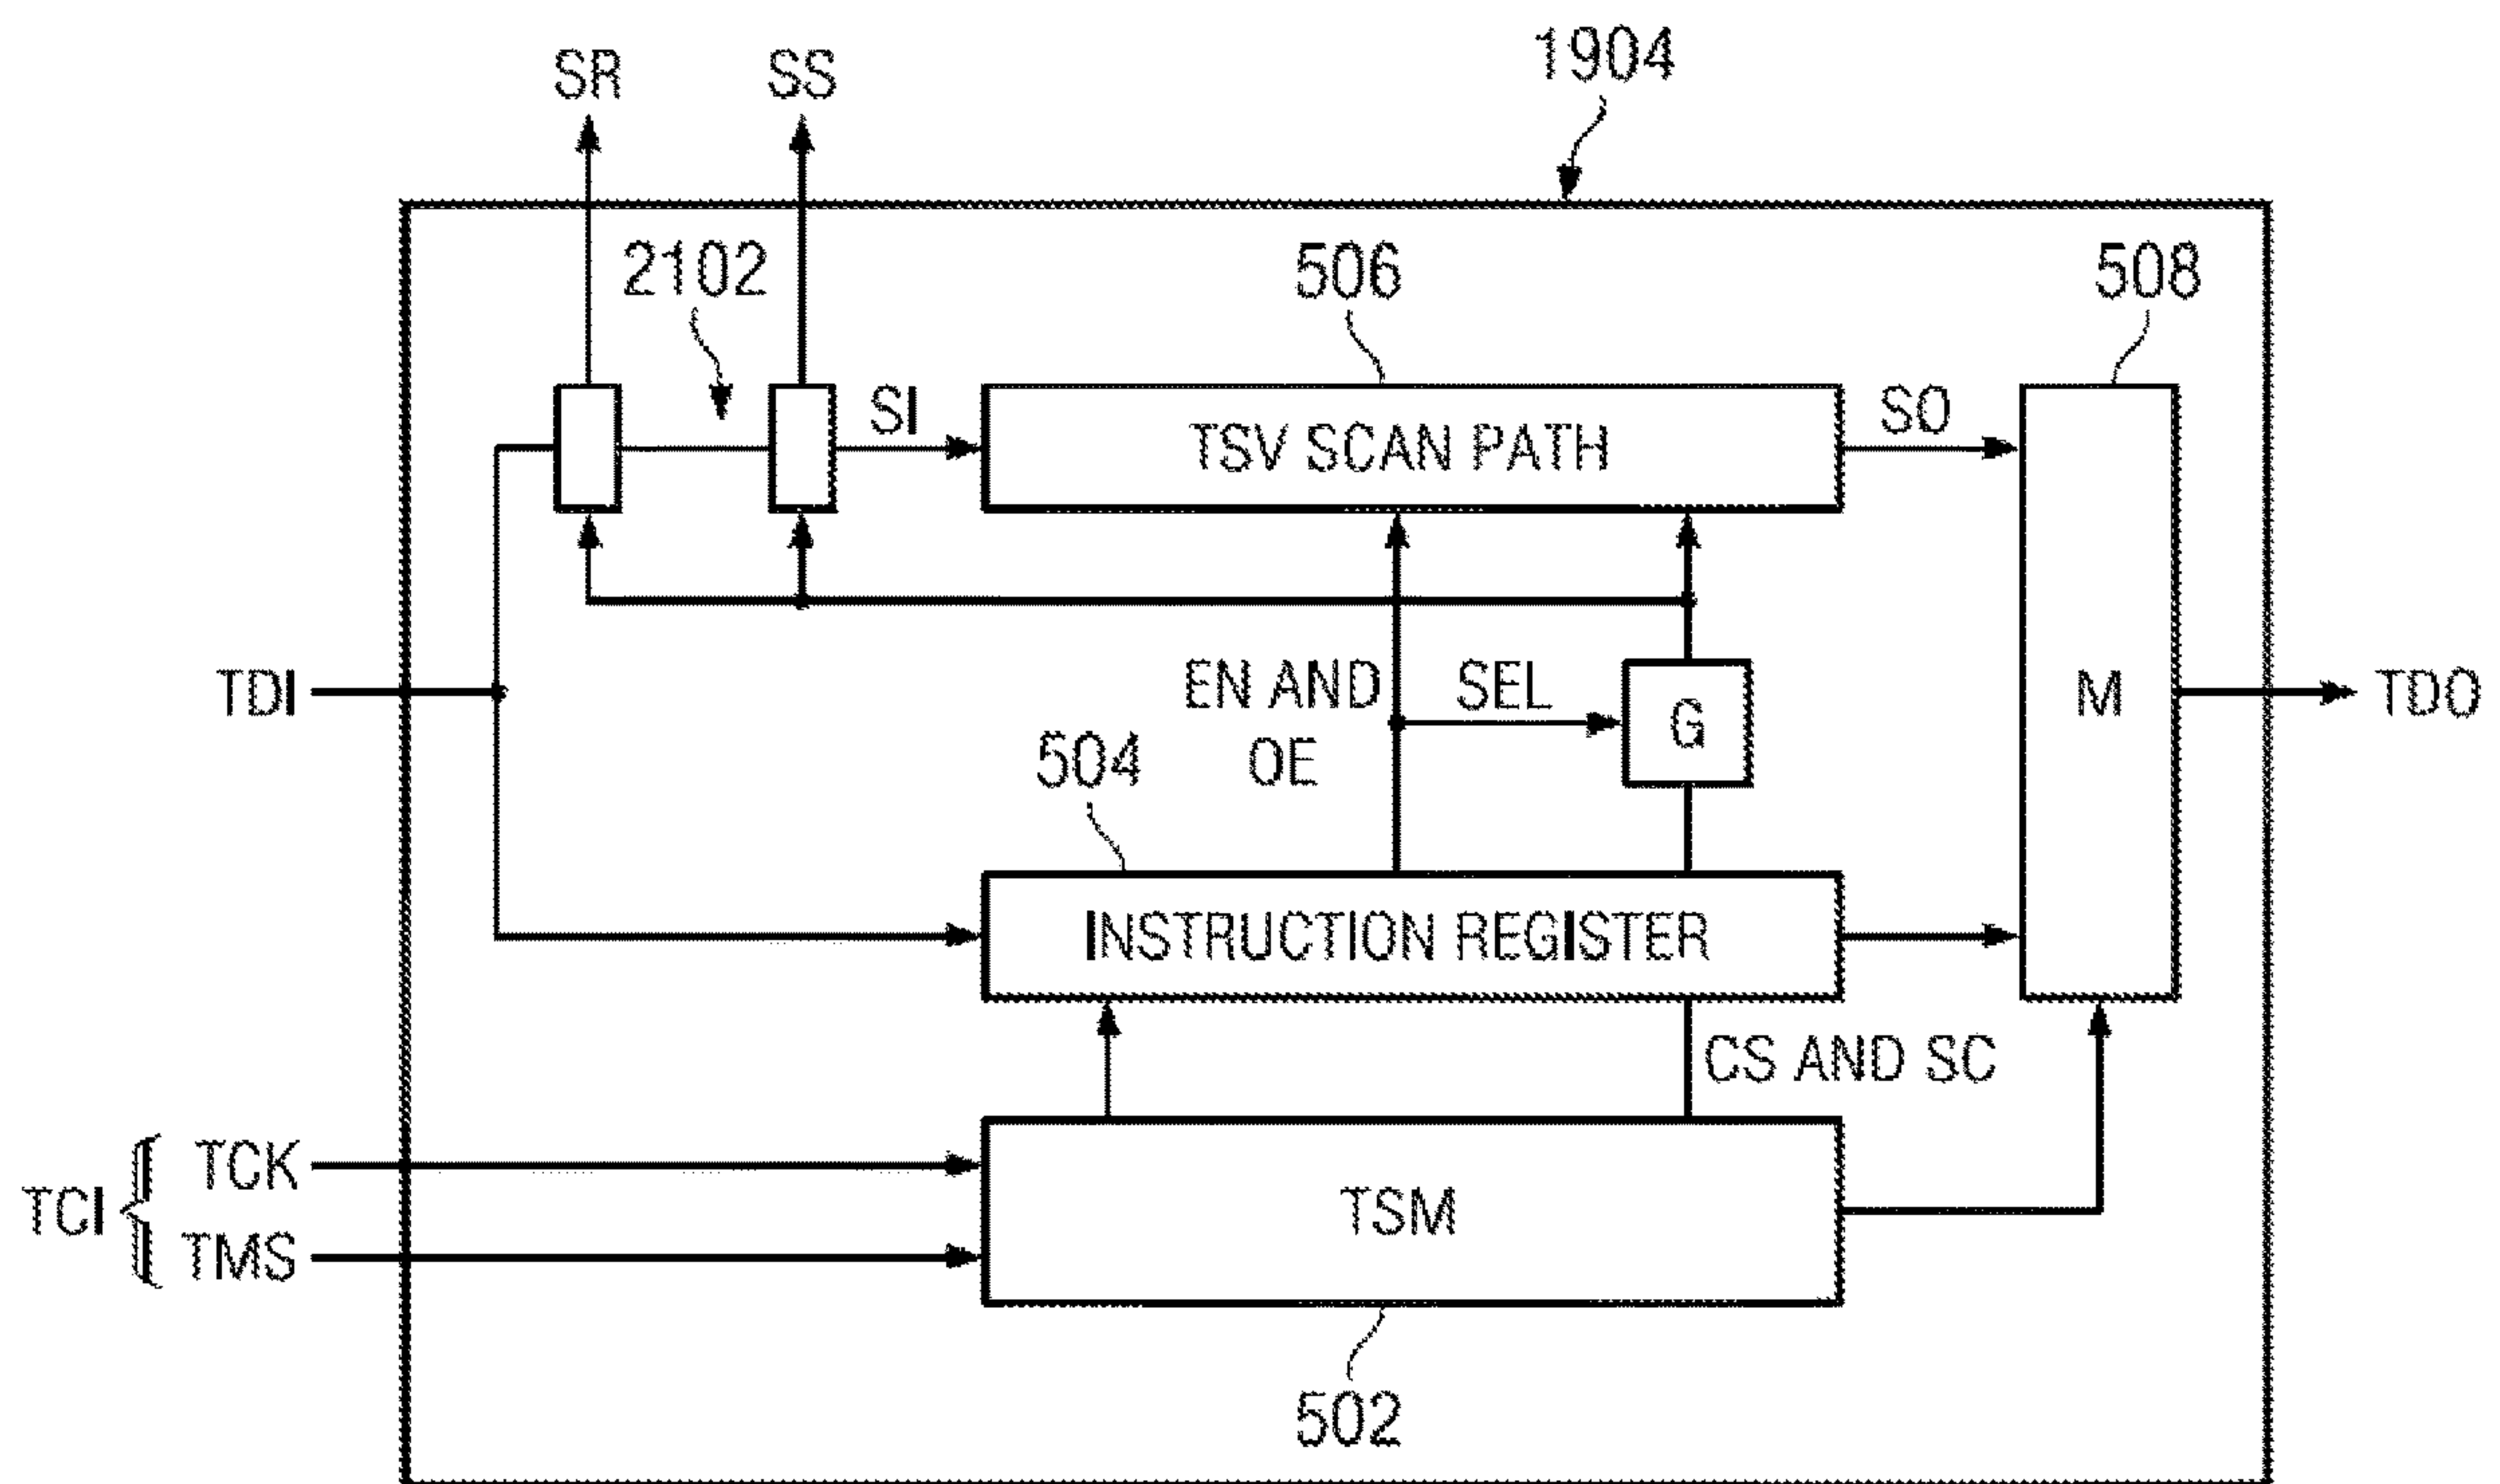 1904
SR
SS
2102
506
508
SI
SO
TSV SCAN PATH
TDI
EN AND
OE
SEL
G
M
TDO
504
INSTRUCTION REGISTER
CS AND SC
TCI
TCK
TMS
TSM
502